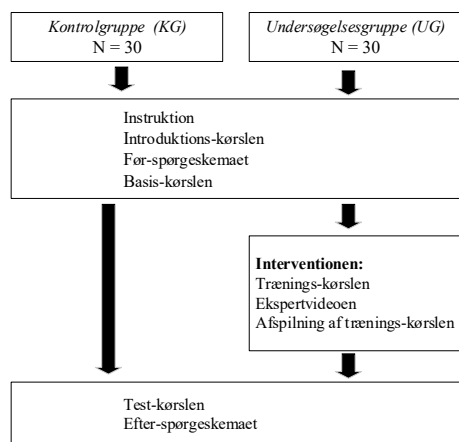 Kontrolgruppe (KG)
N = 30
Undersøgelsesgruppe (UG)
N = 30
Instruktion
Introduktions-kørslen
Før-spørgeskemaet
Basis-kørslen
Interventionen:
Trænings-kørslen
Ekspertvideoen
Afspilning af trænings-kørslen
Test-kørslen
Efter-spørgeskemaet